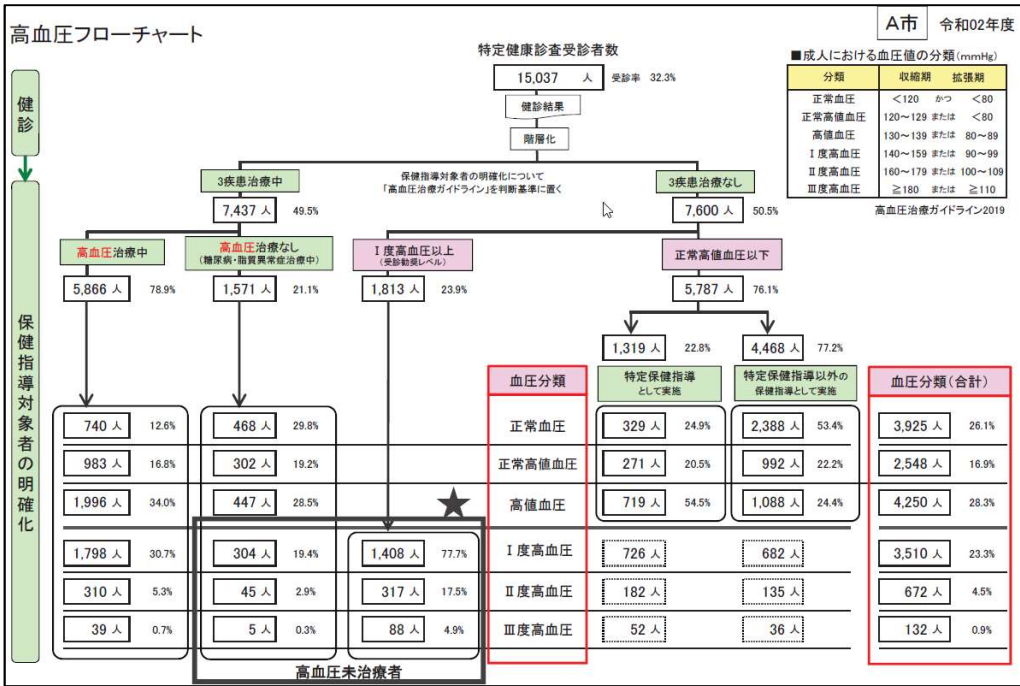 高血圧フローチャート
A市 令和02年度
特定健康診査受診者数
15,037 人 受診率 32.3%
健診結果
階層化
■成人における血圧値の分類(mmHg)
分類 収縮期 拡張期
正常血圧 <120 かつ <80
正常高値血圧 120～129 または <80
高値血圧 130～139 または 80～89
Ⅰ度高血圧 140～159 または 90～99
Ⅱ度高血圧 160～179 または 100～109
Ⅲ度高血圧 ≧180 または ≧110
高血圧治療ガイドライン2019
健診
保健指導対象者の明確化
保健指導対象者の明確化について
「高血圧治療ガイドライン」を判断基準に置く
3疾患治療中
7,437 人 49.5%
3疾患治療なし
7,600 人 50.5%
高血圧治療中
5,866 人 78.9%
高血圧治療なし
(糖尿病・脂質異常症治療中)
1,571 人 21.1%
Ⅰ度高血圧以上
(受診勧奨レベル)
1,813 人 23.9%
正常高値血圧以下
5,787 人 76.1%
1,319 人 22.8%
4,468 人 77.2%
血圧分類
特定保健指導
として実施
特定保健指導以外の
保健指導として実施
血圧分類(合計)
740 人 12.6% 468 人 29.8% 正常血圧 329 人 24.9% 2,388 人 53.4% 3,925 人 26.1%
983 人 16.8% 302 人 19.2% 正常高値血圧 271 人 20.5% 992 人 22.2% 2,548 人 16.9%
1,996 人 34.0% 447 人 28.5% ★ 高値血圧 719 人 54.5% 1,088 人 24.4% 4,250 人 28.3%
1,798 人 30.7% 304 人 19.4% 1,408 人 77.7% Ⅰ度高血圧 726 人 682 人 3,510 人 23.3%
310 人 5.3% 45 人 2.9% 317 人 17.5% Ⅱ度高血圧 182 人 135 人 672 人 4.5%
39 人 0.7% 5 人 0.3% 88 人 4.9% Ⅲ度高血圧 52 人 36 人 132 人 0.9%
高血圧未治療者